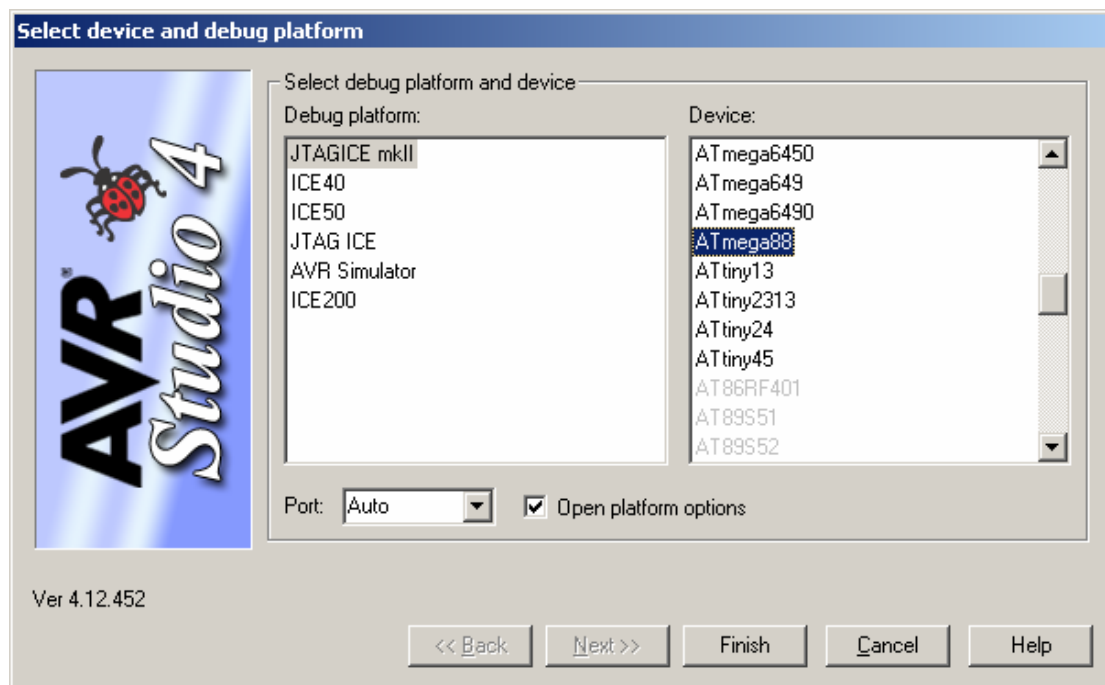 Select device and debug platform
Select debug platform and device
Debug platform:
JTAGICE mkII
ICE40
ICE50
JTAG ICE
AVR Simulator
ICE200
Device:
ATmega6450
ATmega649
ATmega6490
ATmega88
ATtiny13
ATtiny2313
ATtiny24
ATtiny45
AT86RF401
AT89S51
AT89S52
AVR®
Studio 4
Port: Auto Open platform options
Ver 4.12.452
<< Back Next >> Finish Cancel Help